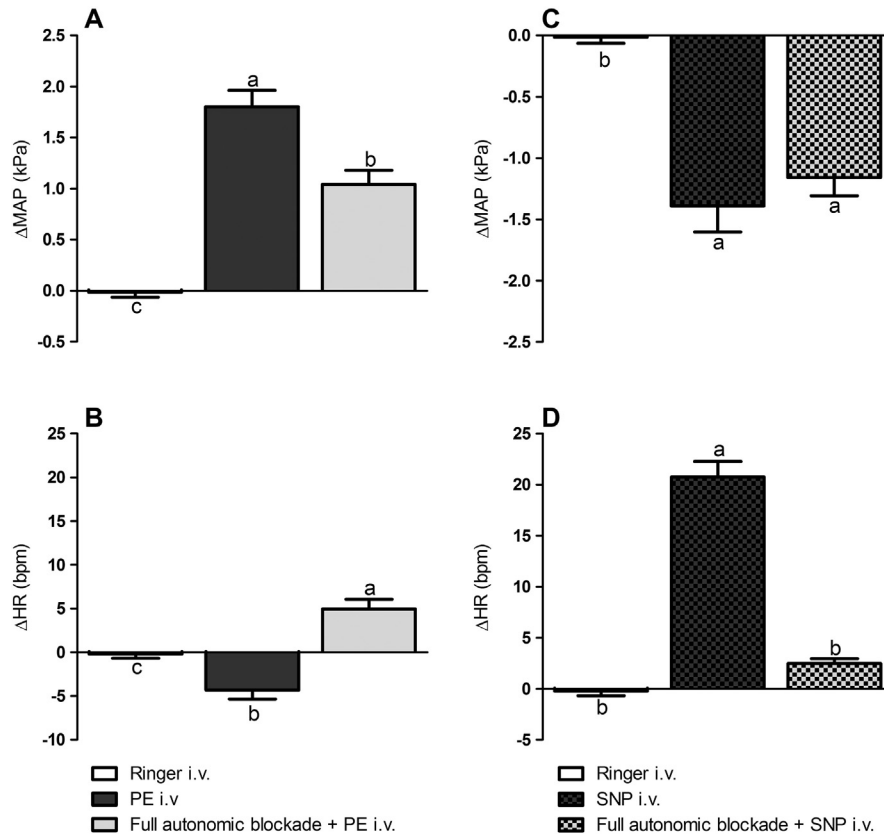 A
ΔMAP (kPa)
2.5
2.0
1.5
1.0
0.5
0.0
-0.5
c
a
b
C
ΔMAP (kPa)
0.0
-0.5
-1.0
-1.5
-2.0
-2.5
b
a
a
B
ΔHR (bpm)
25
20
15
10
5
0
-5
-10
c
b
a
D
ΔHR (bpm)
25
20
15
10
5
0
-5
b
a
b
Ringer i.v.
PE i.v
Full autonomic blockade + PE i.v.
Ringer i.v.
SNP i.v.
Full autonomic blockade + SNP i.v.